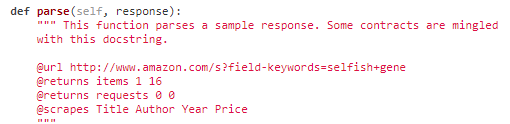 def parse(self, response):
""" This function parses a sample response. Some contracts are mingled
with this docstring.
@url http://www.amazon.com/s?field-keywords=selfish+gene
@returns items 1 16
@returns requests 0 0
@scrapes Title Author Year Price
"""